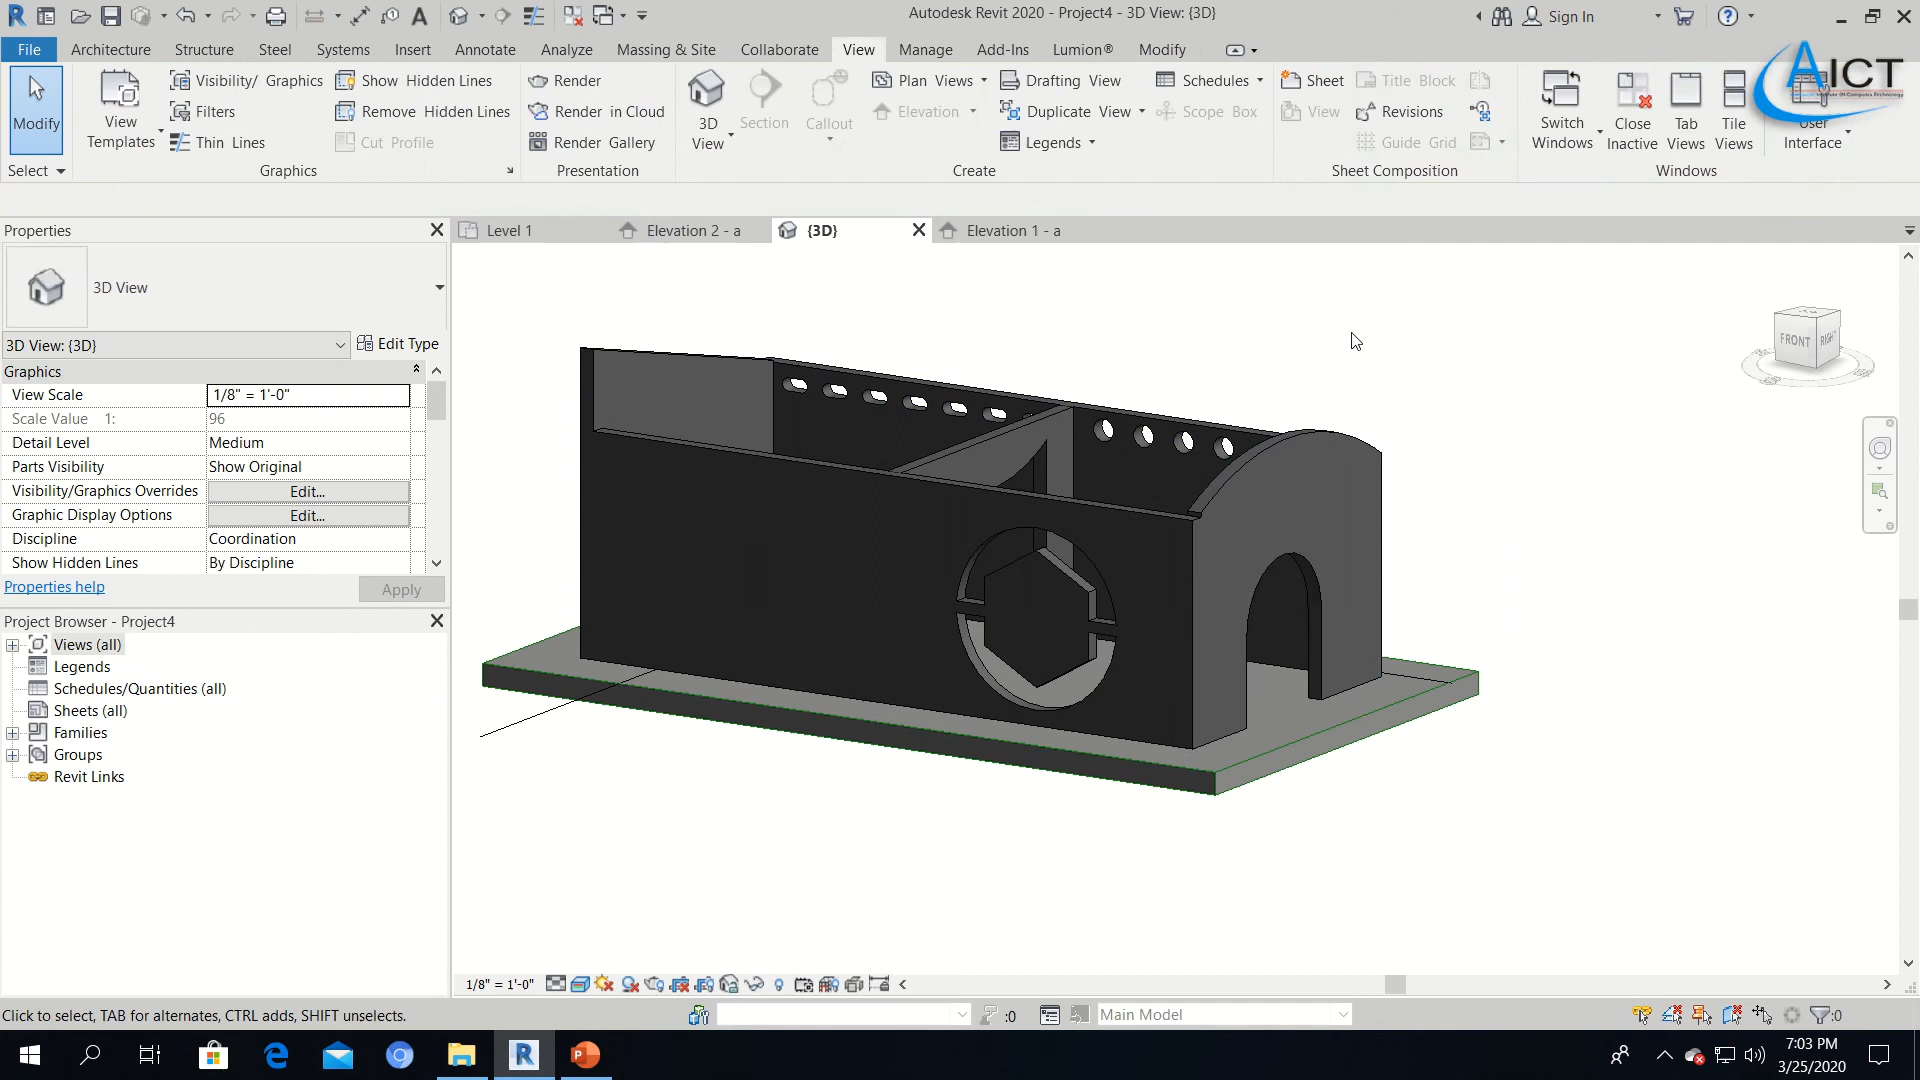 Autodesk Revit 2020 - Project4 - 3D View: {3D}
Sign In
File Architecture Structure Steel Systems Insert Annotate Analyze Massing & Site Collaborate View Manage Add-Ins Lumion® Modify
Modify
View Templates
Visibility/ Graphics
Filters
Thin Lines
Show Hidden Lines
Remove Hidden Lines
Cut Profile
Render
Render in Cloud
Render Gallery
3D View
Section
Callout
Plan Views
Elevation
Drafting View
Duplicate View
Legends
Schedules
Scope Box
Sheet
View
Title Block
Revisions
Guide Grid
Switch Windows
Close Inactive
Tab Views
Tile Views
User Interface
AICT
Select Graphics Presentation Create Sheet Composition Windows
Properties
3D View
3D View: {3D} Edit Type
Graphics
View Scale 1/8" = 1'-0"
Scale Value 1: 96
Detail Level Medium
Parts Visibility Show Original
Visibility/Graphics Overrides Edit...
Graphic Display Options Edit...
Discipline Coordination
Show Hidden Lines By Discipline
Properties help Apply
Project Browser - Project4
Views (all)
Legends
Schedules/Quantities (all)
Sheets (all)
Families
Groups
Revit Links
Level 1 Elevation 2 - a {3D} Elevation 1 - a
FRONT RIGHT
1/8" = 1'-0"
Click to select, TAB for alternates, CTRL adds, SHIFT unselects.
:0
Main Model
:0
7:03 PM
3/25/2020